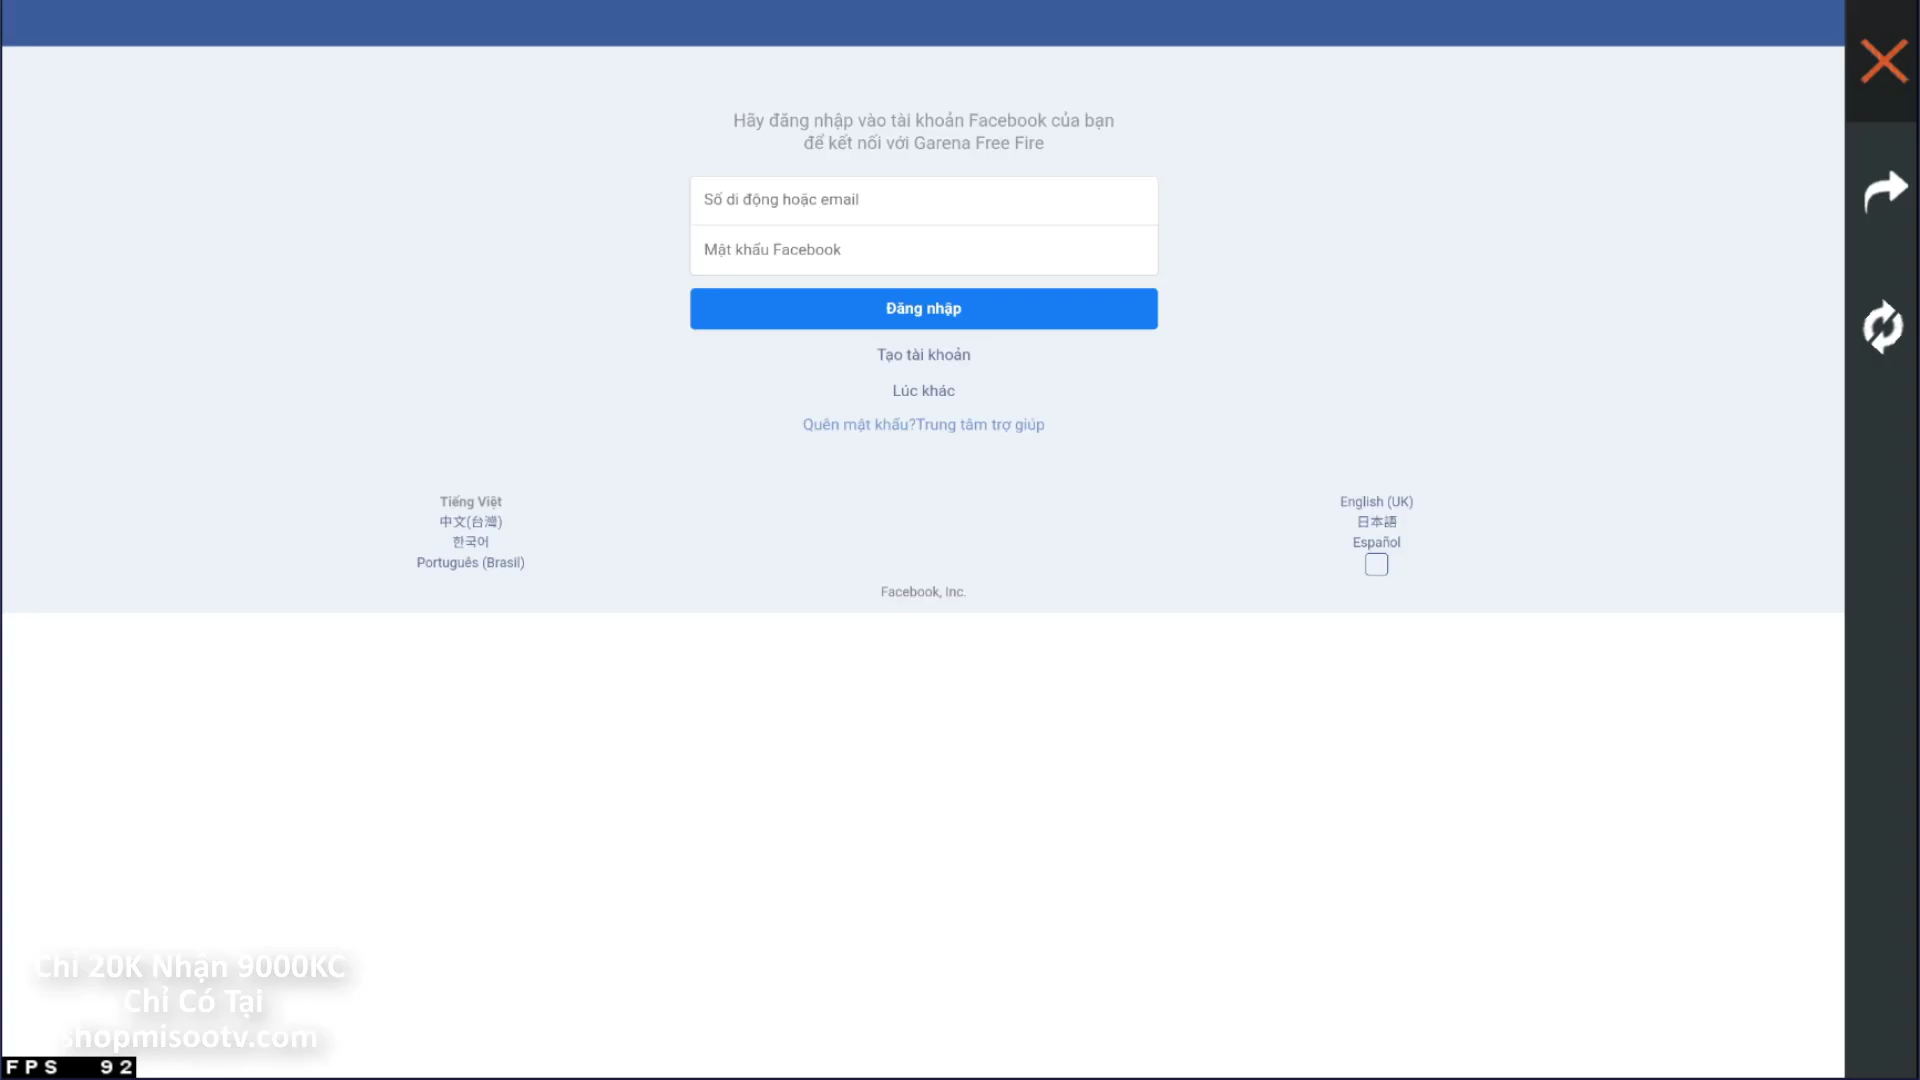 Hãy đăng nhập vào tài khoản Facebook của bạn
để kết nối với Garena Free Fire
Số di động hoặc email
Mật khẩu Facebook
Đăng nhập
Tạo tài khoản
Lúc khác
Quên mật khẩu?Trung tâm trợ giúp
Tiếng Việt
中文(台灣)
한국어
Português (Brasil)
English (UK)
日本語
Español
Facebook, Inc.
Chỉ 20K Nhận 9000KC
Chỉ Có Tại
shopmisootv.com
FPS 92